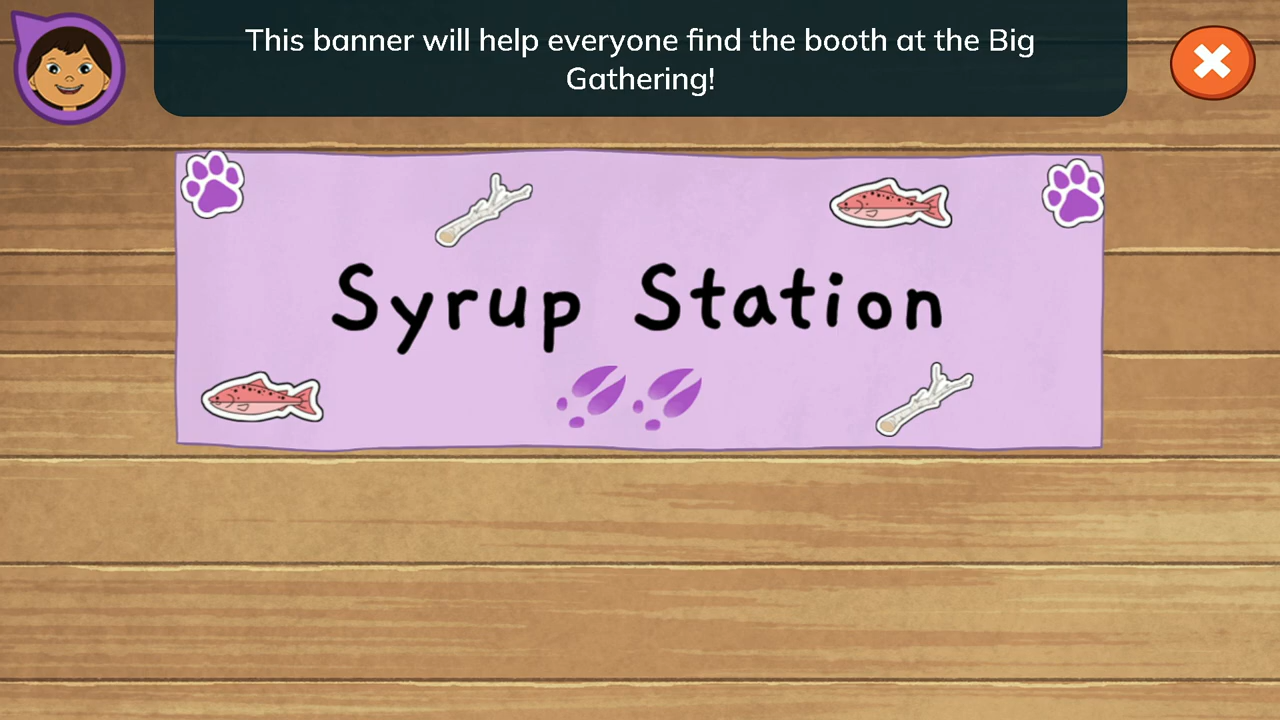 This banner will help everyone find the booth at the Big
Gathering!
Syrup Station